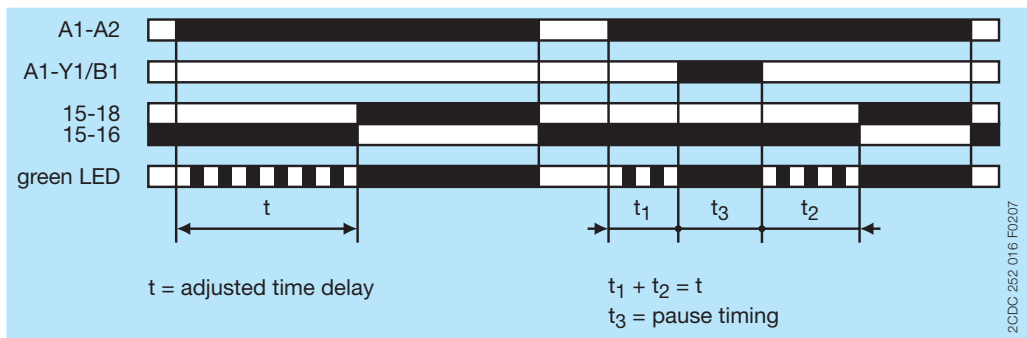 A1-A2
A1-Y1/B1
15-18
15-16
green LED
t
t1
t3
t2
t = adjusted time delay
t1 + t2 = t
t3 = pause timing
2CDC 252 016 F0207